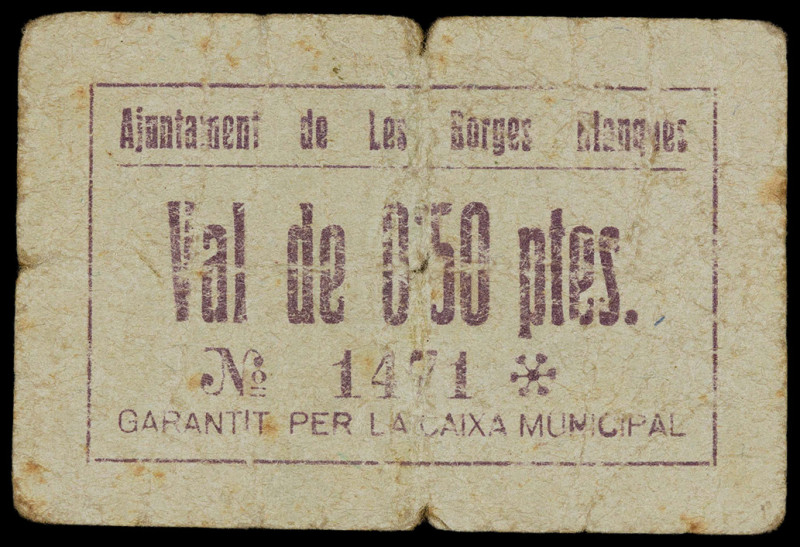 Ajuntament de Les Borges Blanques
Val de 0'50 ptes.
Nº 1471 *
GARANTIT PER LA CAIXA MUNICIPAL